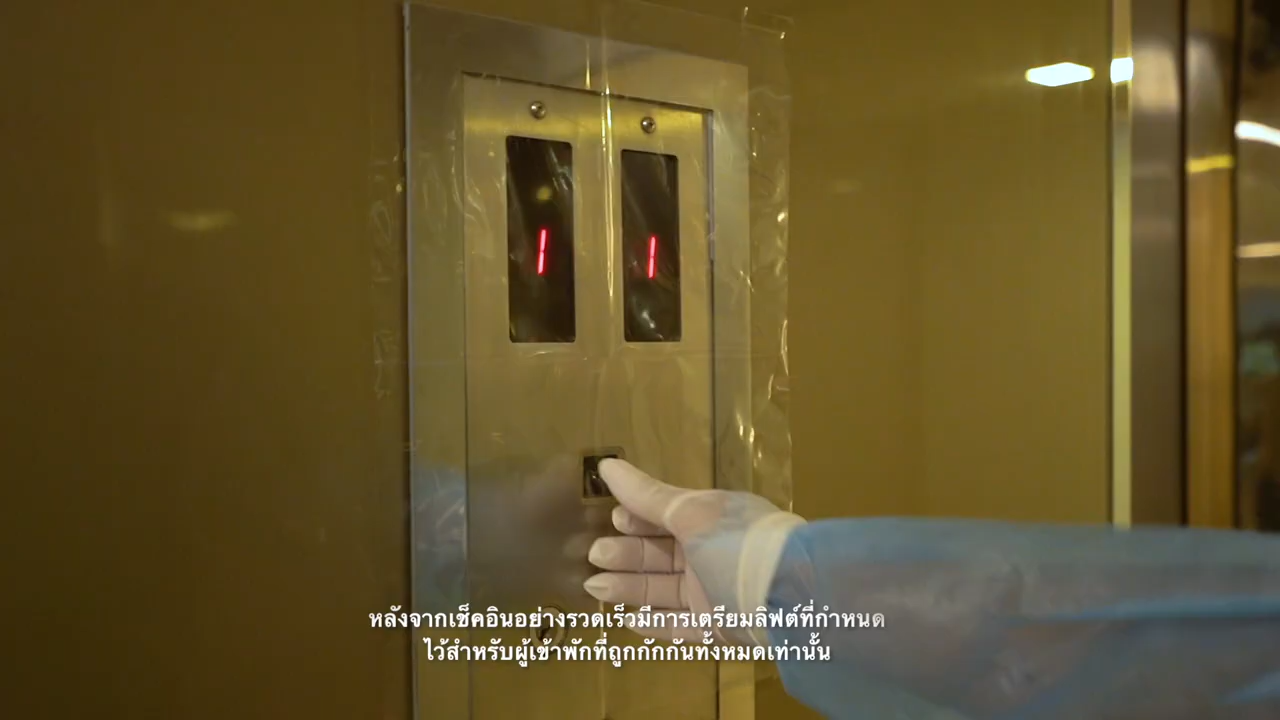 1 1
หลังจากเช็คอินอย่างรวดเร็วมีการเตรียมลิฟต์ที่กำหนด
ไว้สำหรับผู้เข้าพักที่ถูกกักกันทั้งหมดเท่านั้น